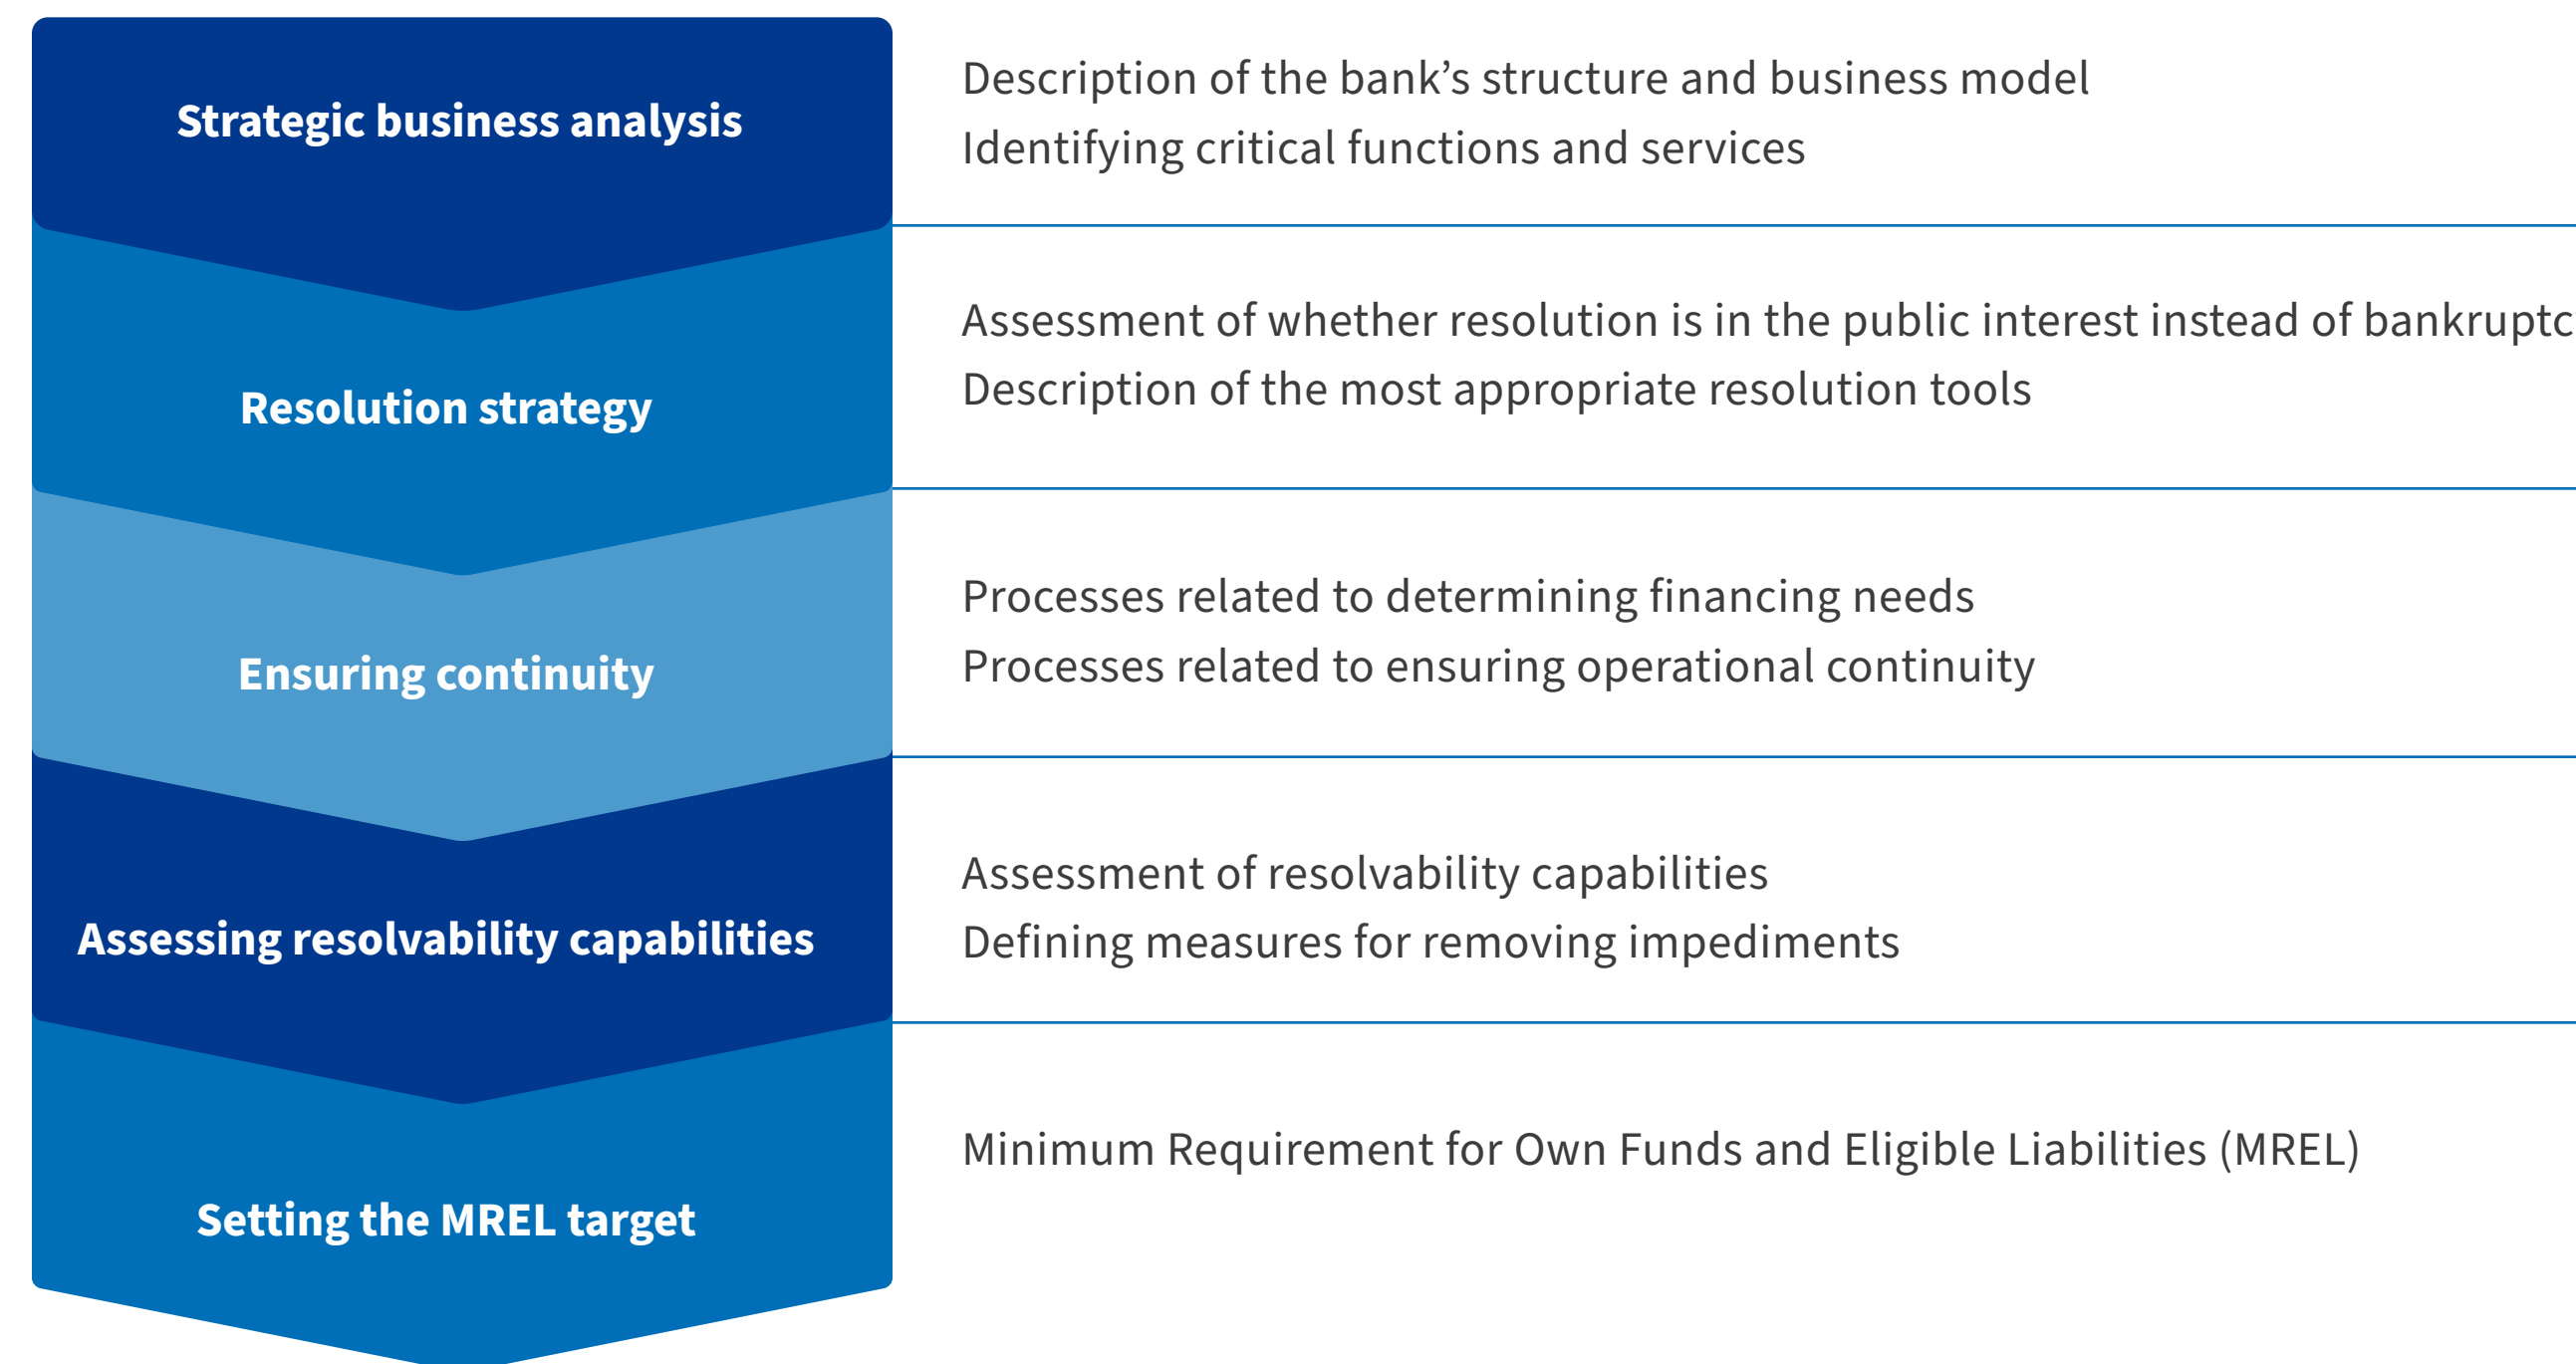 Strategic business analysis
Description of the bank’s structure and business model
Identifying critical functions and services
Resolution strategy
Assessment of whether resolution is in the public interest instead of
Description of the most appropriate resolution tools
Ensuring continuity
Processes related to determining financing needs
Processes related to ensuring operational continuity
Assessing resolvability capabilities
Assessment of resolvability capabilities
Defining measures for removing impediments
Setting the MREL target
Minimum Requirement for Own Funds and Eligible Liabilities (MREL)